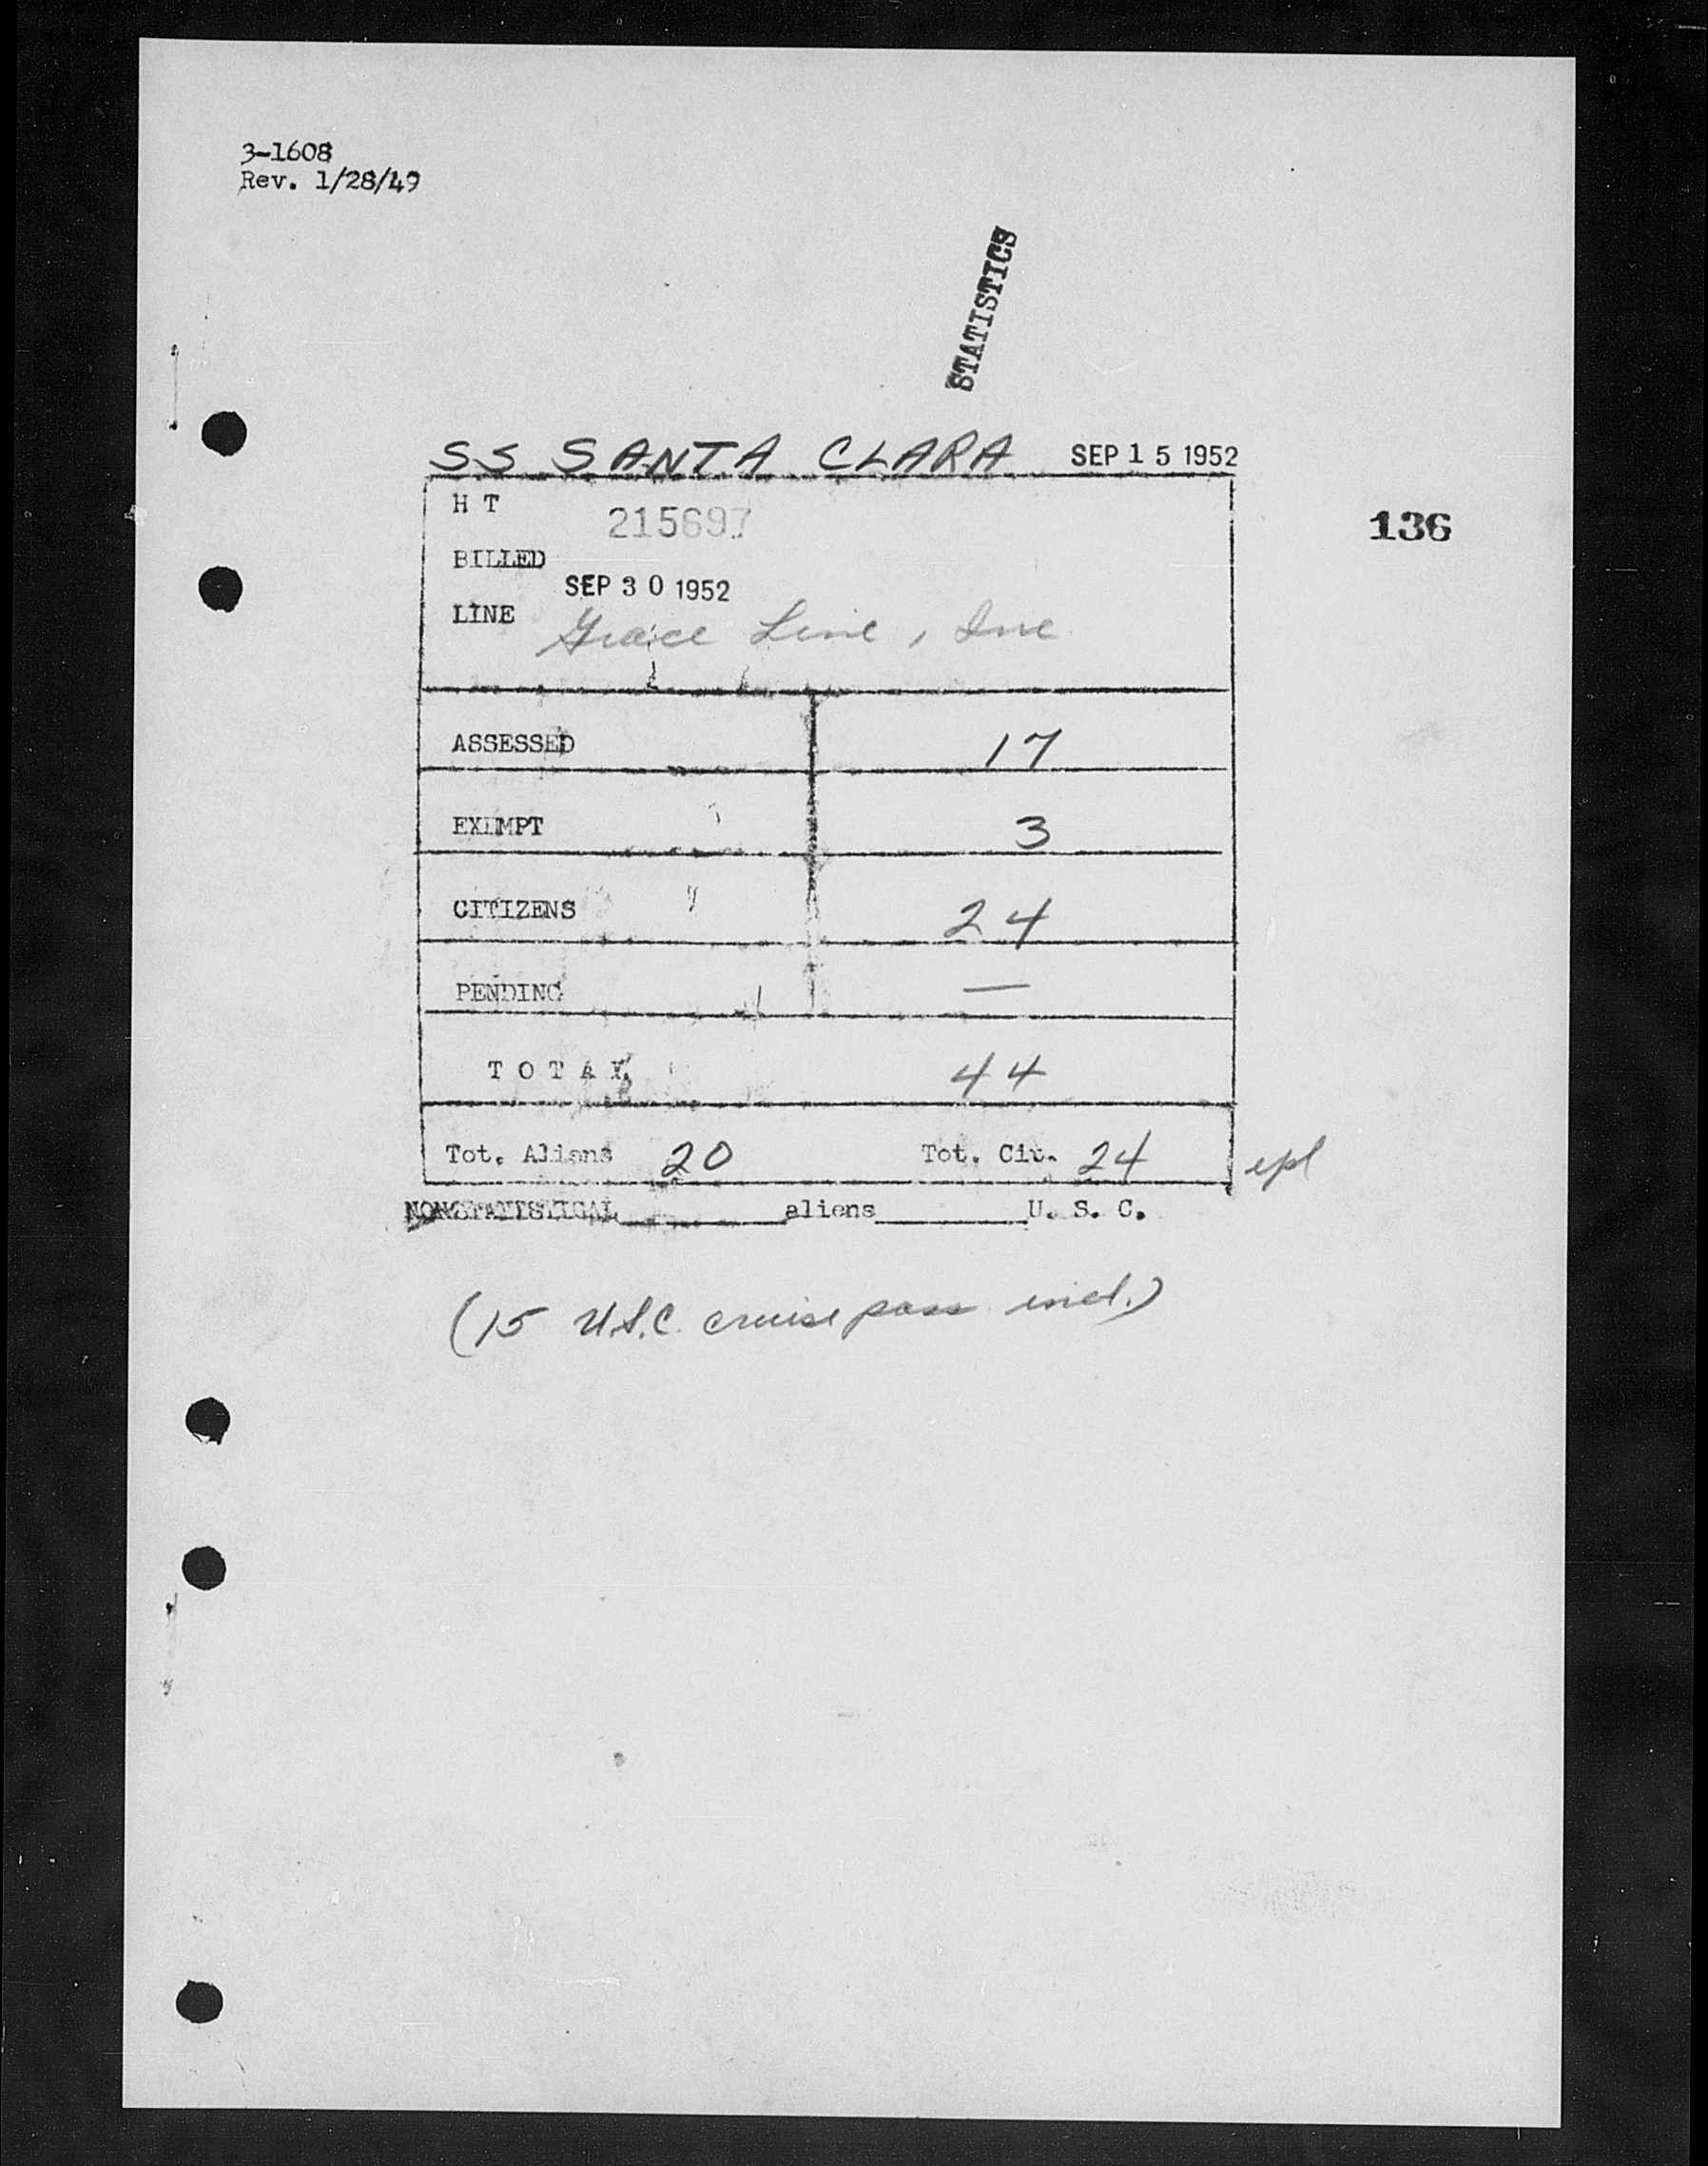 3-1608
Rev. 1/28/49
STATISTICS
SS SANTA CLARA SEP 15 1952
H T
215697
136
BILLED
SEP 30 1952
LINE Grace Line, Inc
ASSESSED 17
EXEMPT 3
CITIZENS 24
PENDING —
TOTAL 44
Tot. Aliens 20 Tot. Cit. 24 epl
NONSTATISTICAL aliens U. S. C.
(15 U.S.C. cruise pass incl.)